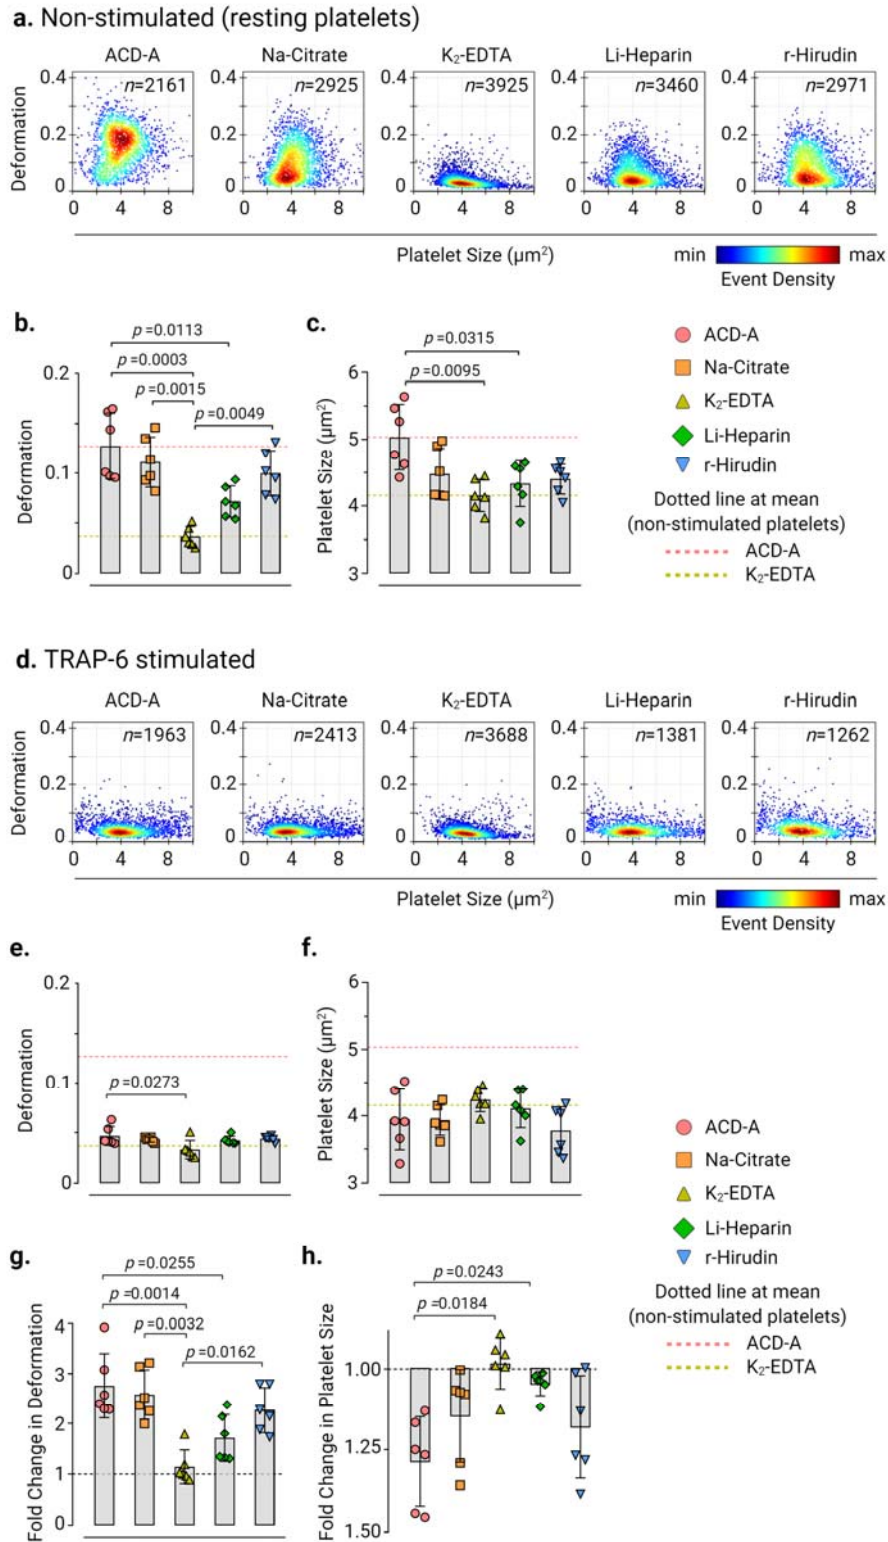 a. Non-stimulated (resting platelets)
ACD-A Na-Citrate K₂-EDTA Li-Heparin r-Hirudin
Deformation
0.4 0.4 0.4 0.4 0.4
n=2161 n=2925 n=3925 n=3460 n=2971
0.2 0.2 0.2 0.2 0.2
0 0 0 0 0
0 4 8 0 4 8 0 4 8 0 4 8 0 4 8
Platelet Size (µm²)
min max
Event Density
b.
p=0.0113
p=0.0003
p=0.0015
p=0.0049
Deformation
0.2
0.1
0
c.
p=0.0315
p=0.0095
Platelet Size (µm²)
6
5
4
3
ACD-A
Na-Citrate
K₂-EDTA
Li-Heparin
r-Hirudin
Dotted line at mean
(non-stimulated platelets)
ACD-A
K₂-EDTA
d. TRAP-6 stimulated
ACD-A Na-Citrate K₂-EDTA Li-Heparin r-Hirudin
Deformation
0.4 0.4 0.4 0.4 0.4
n=1963 n=2413 n=3688 n=1381 n=1262
0.2 0.2 0.2 0.2 0.2
0 0 0 0 0
0 4 8 0 4 8 0 4 8 0 4 8 0 4 8
Platelet Size (µm²)
min max
Event Density
e.
p=0.0273
Deformation
0.2
0.1
0
f.
Platelet Size (µm²)
6
5
4
3
g.
p=0.0255
p=0.0014
p=0.0032
p=0.0162
Fold Change in Deformation
4
3
2
1
0
h.
p=0.0243
p=0.0184
Fold Change in Platelet Size
1.00
1.25
1.50
ACD-A
Na-Citrate
K₂-EDTA
Li-Heparin
r-Hirudin
Dotted line at mean
(non-stimulated platelets)
ACD-A
K₂-EDTA